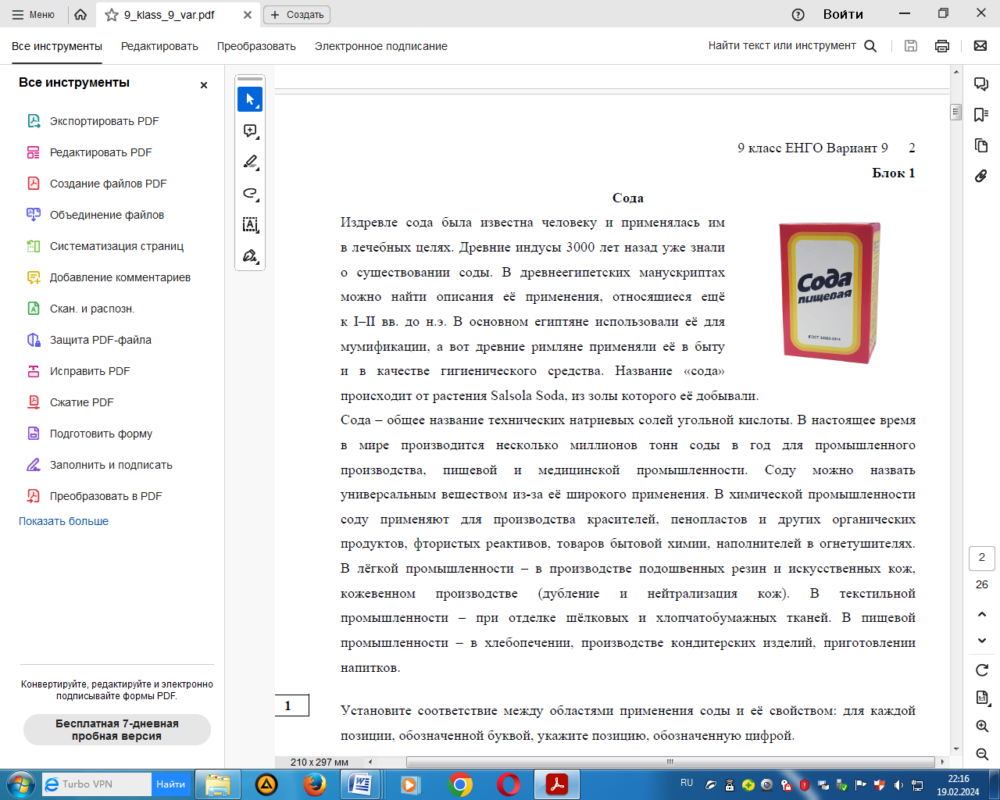 Меню
9_klass_9_var.pdf
Создать
Войти
Все инструменты
Редактировать
Преобразовать
Электронное подписание
Найти текст или инструмент
Все инструменты
Экспортировать PDF
Редактировать PDF
Создание файлов PDF
Объединение файлов
Систематизация страниц
Добавление комментариев
Скан. и распозн.
Защита PDF-файла
Исправить PDF
Сжатие PDF
Подготовить форму
Заполнить и подписать
Преобразовать в PDF
Показать больше
Конвертируйте, редактируйте и электронно
подписывайте формы PDF.
Бесплатная 7-дневная
пробная версия
9 класс ЕНГО Вариант 9 2
Блок 1
Сода
Издревле сода была известна человеку и применялась им
в лечебных целях. Древние индусы 3000 лет назад уже знали
о существовании соды. В древнеегипетских манускриптах
можно найти описания её применения, относящиеся ещё
к I–II вв. до н.э. В основном египтяне использовали её для
мумификации, а вот древние римляне применяли её в быту
и в качестве гигиенического средства. Название «сода»
происходит от растения Salsola Soda, из золы которого её добывали.
Сода пищевая
ГОСТ 32802-2014
Сода – общее название технических натриевых солей угольной кислоты. В настоящее время
в мире производится несколько миллионов тонн соды в год для промышленного
производства, пищевой и медицинской промышленности. Соду можно назвать
универсальным веществом из-за её широкого применения. В химической промышленности
соду применяют для производства красителей, пенопластов и других органических
продуктов, фтористых реактивов, товаров бытовой химии, наполнителей в огнетушителях.
В лёгкой промышленности – в производстве подошвенных резин и искусственных кож,
кожевенном производстве (дубление и нейтрализация кож). В текстильной
промышленности – при отделке шёлковых и хлопчатобумажных тканей. В пищевой
промышленности – в хлебопечении, производстве кондитерских изделий, приготовлении
напитков.
1
Установите соответствие между областями применения соды и её свойством: для каждой
позиции, обозначенной буквой, укажите позицию, обозначенную цифрой.
2
26
1:1
210 x 297 мм
Turbo VPN
Найти
RU
22:16
19.02.2024